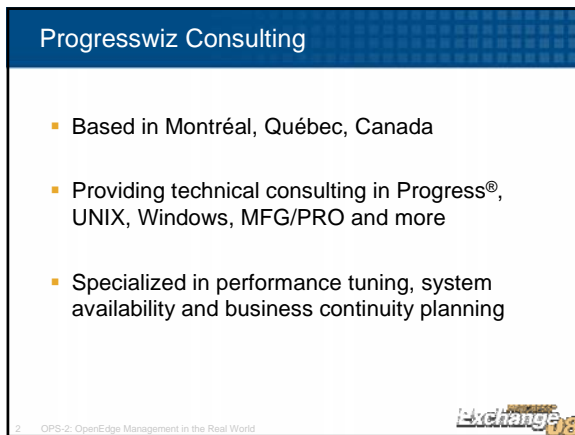 Progresswiz Consulting
Based in Montréal, Québec, Canada
Providing technical consulting in Progress®,
UNIX, Windows, MFG/PRO and more
Specialized in performance tuning, system
availability and business continuity planning
2 OPS-2: OpenEdge Management in the Real World
PROGRESS
Exchange 08